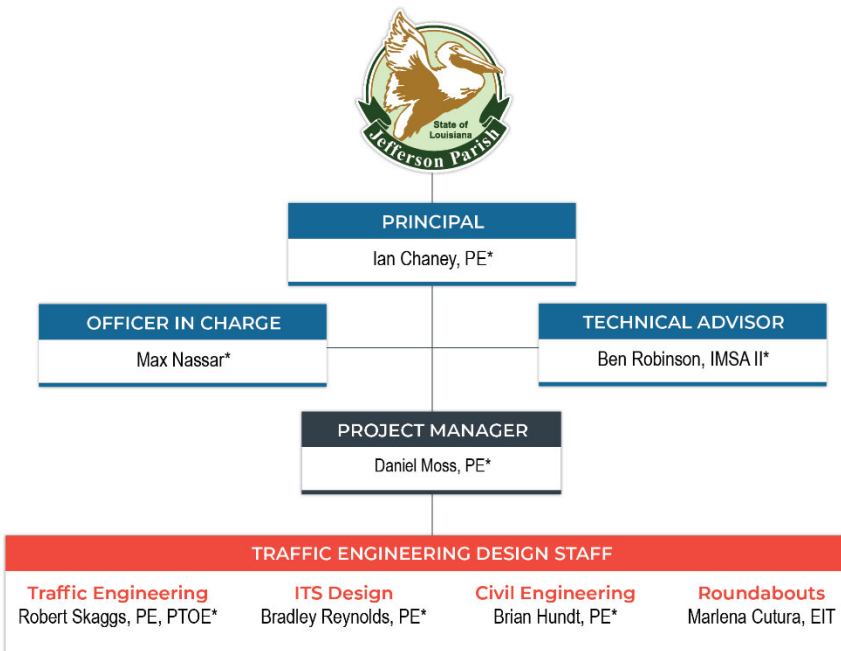 State of
Louisiana
Jefferson Parish
PRINCIPAL
Ian Chaney, PE*
OFFICER IN CHARGE
Max Nassar*
TECHNICAL ADVISOR
Ben Robinson, IMSA II*
PROJECT MANAGER
Daniel Moss, PE*
TRAFFIC ENGINEERING DESIGN STAFF
Traffic Engineering
Robert Skaggs, PE, PTOE*
ITS Design
Bradley Reynolds, PE*
Civil Engineering
Brian Hundt, PE*
Roundabouts
Marlena Cutura, EIT